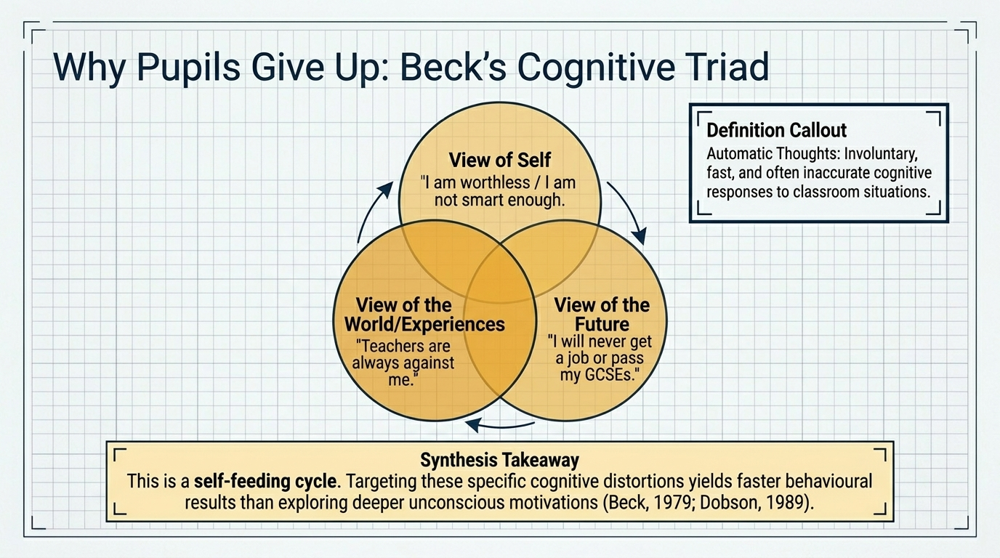 Why Pupils Give Up: Beck’s Cognitive Triad
Definition Callout
Automatic Thoughts: Involuntary,
fast, and often inaccurate cognitive
responses to classroom situations.
View of Self
"I am worthless / I am
not smart enough.
View of the
World/Experiences
"Teachers are
always against
me."
View of the
Future
"I will never get
a job or pass
my GCSEs."
Synthesis Takeaway
This is a self-feeding cycle. Targeting these specific cognitive distortions yields faster behavioural
results than exploring deeper unconscious motivations (Beck, 1979; Dobson, 1989).